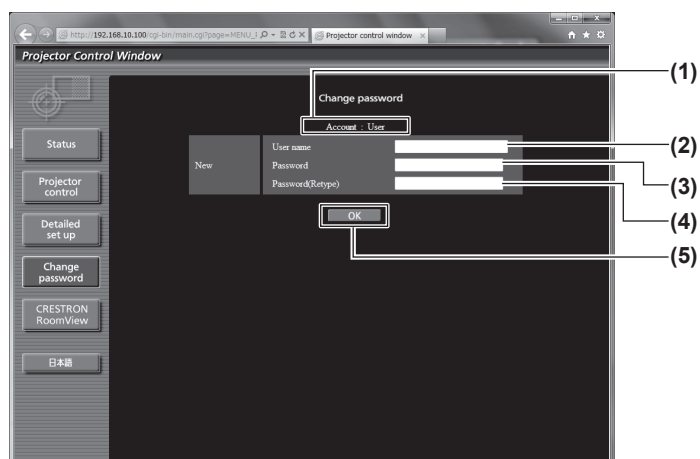 http://192.168.10.100/cgi-bin/main.cgi?page=MENU_
Projector control window
Projector Control Window
Change password
(1)
Account : User
Status
User name
(2)
New
Password
(3)
Projector
control
Password(Retype)
(4)
Detailed
set up
OK
(5)
Change
password
CRESTRON
RoomView
日本語